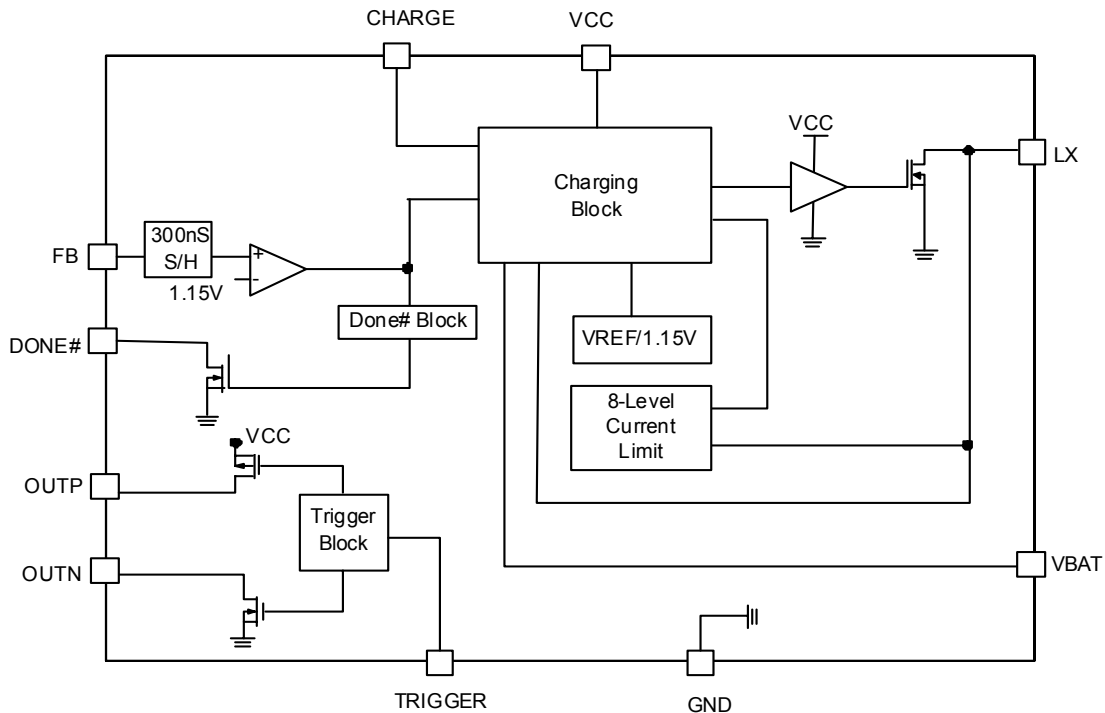 CHARGE
VCC
VCC
LX
Charging
Block
300nS
S/H
FB
+
-
1.15V
Done# Block
VREF/1.15V
DONE#
8-Level
Current
Limit
VCC
OUTP
Trigger
Block
OUTN
VBAT
TRIGGER
GND